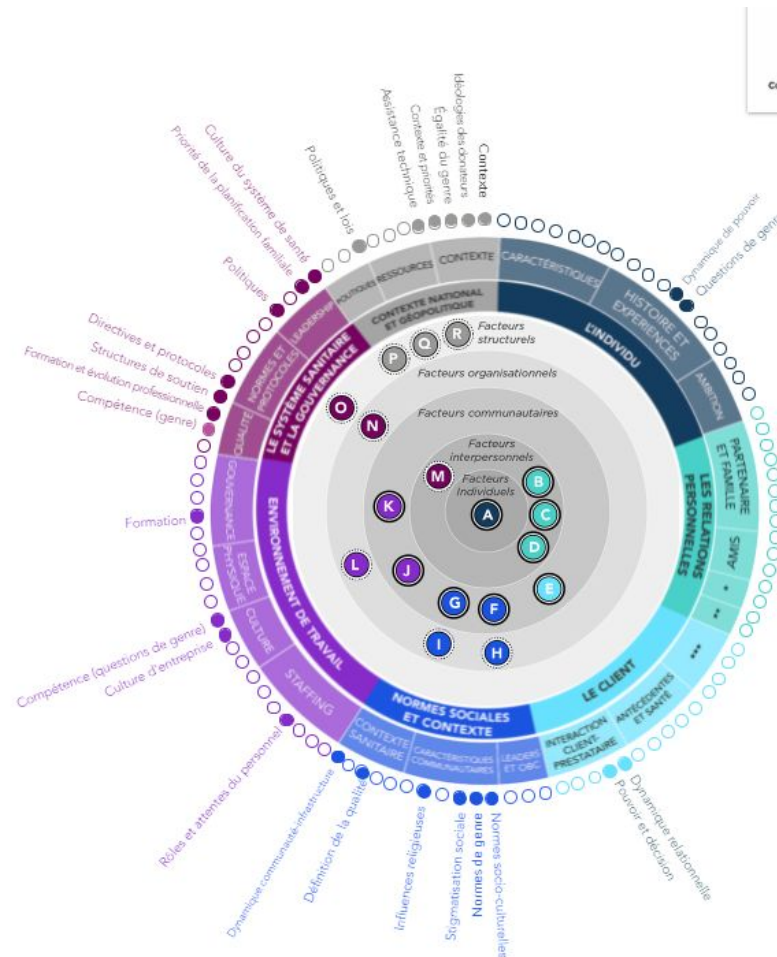 Contexte
Idéologies des donateurs
Égalité du genre
Contexte et priorités
Assistance technique
Politiques et lois
Culture du système de santé
Priorité de la planification familiale
Politiques
Directives et protocoles
Structures de soutien
Formation et évolution professionnelle
Compétence (genre)
Formation
Compétence (questions de genre)
Culture d'entreprise
Rôles et attentes du personnel
Dynamique communauté-infrastructure
Définition de la qualité
Influences religieuses
Stigmatisation sociale
Normes de genre
Normes socio-culturelles
Pouvoir et décision
Dynamique relationnelle
Dynamique de pouvoir
Questions de genre
CARACTÉRISTIQUES
HISTOIRE ET
EXPÉRIENCES
AMBITION
L'INDIVIDU
PARTENAIRE
ET FAMILLE
AMIS
*
**
LES RELATIONS
PERSONNELLES
***
ANTÉCÉDENTES
ET SANTÉ
INTERACTION
CLIENT-
PRESTATAIRE
LE CLIENT
LEADERS
ET OBC
CARACTÉRISTIQUES
COMMUNAUTAIRES
CONTEXTE
SANITAIRE
NORMES SOCIALES
ET CONTEXTE
STAFFING
CULTURE
ESPACE
PHYSIQUE
GOUVERNANCE
ENVIRONNEMENT DE TRAVAIL
QUALITÉ
NORMES ET
PROTOCOLES
LEADERSHIP
LE SYSTÈME SANITAIRE
ET LA GOUVERNANCE
POLITIQUES
RESSOURCES
CONTEXTE
CONTEXTE NATIONAL
ET GÉOPOLITIQUE
Facteurs
structurels
Facteurs organisationnels
Facteurs communautaires
Facteurs
interpersonnels
Facteurs
Individuels
R
Q
P
O
N
M
B
A
C
K
D
L
J
E
G
F
I
H